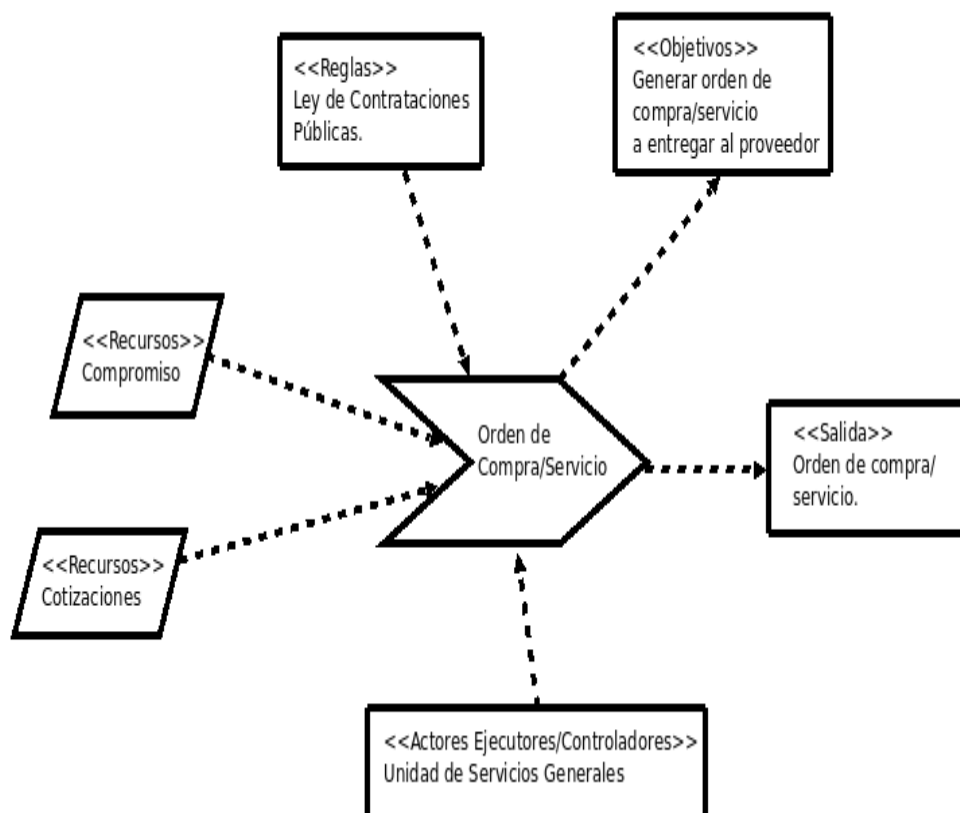 <<Reglas>>
Ley de Contrataciones
Públicas.
<<Objetivos>>
Generar orden de
compra/servicio
a entregar al proveedor
<<Recursos>>
Compromiso
Orden de
Compra/Servicio
<<Salida>>
Orden de compra/
servicio.
<<Recursos>>
Cotizaciones
<<Actores Ejecutores/Controladores>>
Unidad de Servicios Generales